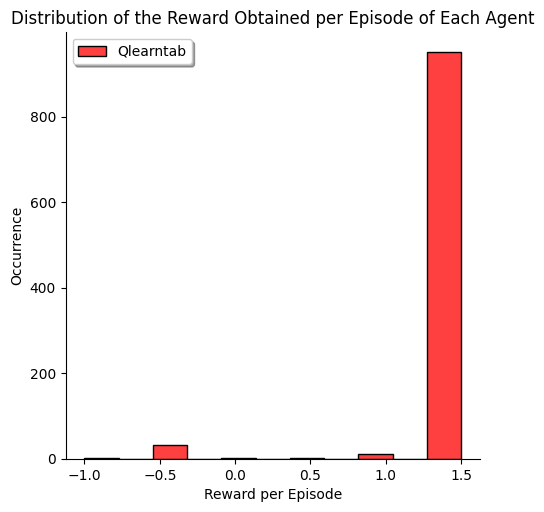 Distribution of the Reward Obtained per Episode of Each Agent
Qlearntab
Occurrence
800
600
400
200
0
−1.0 −0.5 0.0 0.5 1.0 1.5
Reward per Episode